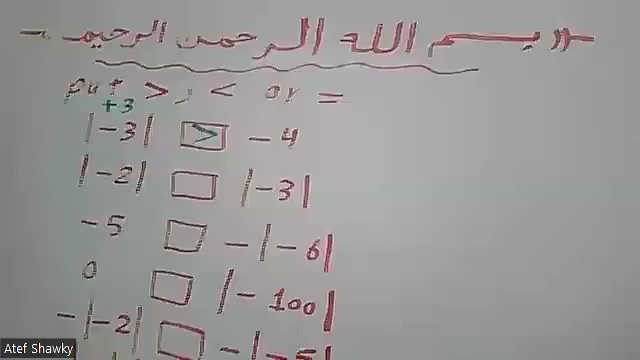 بسم الله الرحمن الرحيم
put > , < or =
+3
|-3| > -4
|-2| □ |-3|
-5 □ -|-6|
0 □ |-100|
-|-2| □ -|-5|
Atef Shawky